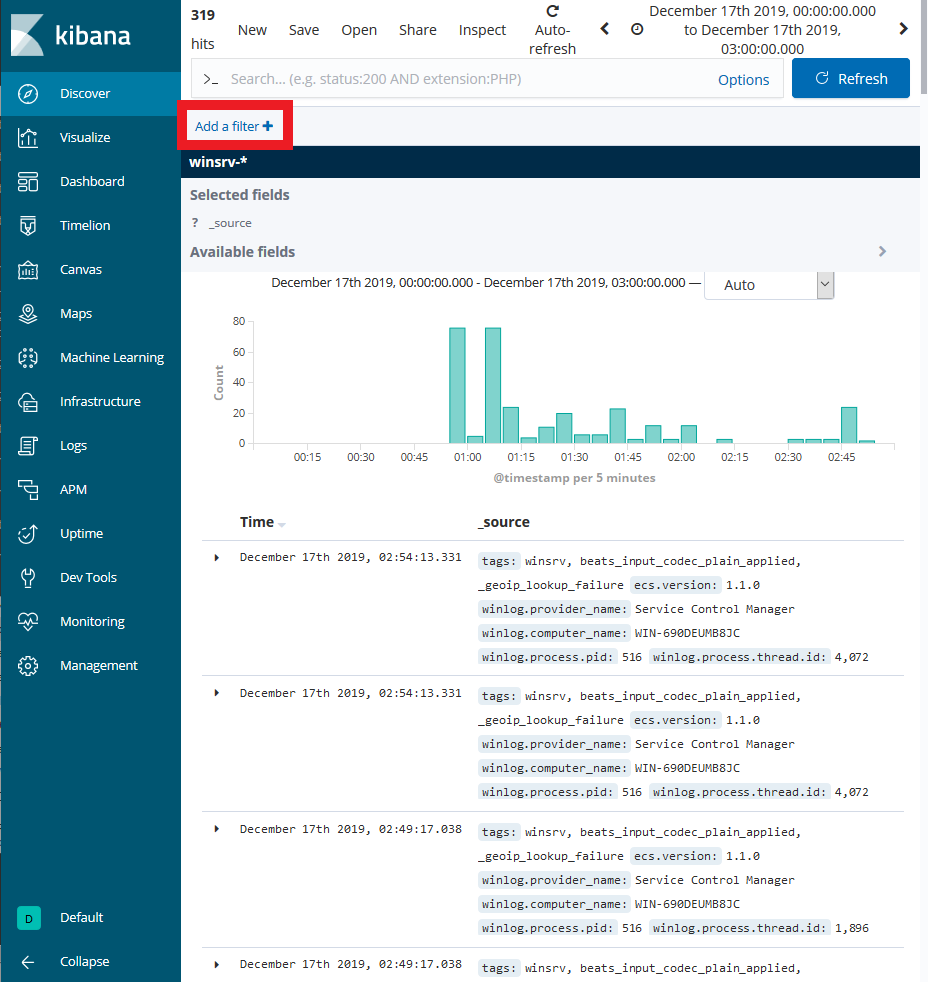 kibana
Discover
Visualize
Dashboard
Timelion
Canvas
Maps
Machine Learning
Infrastructure
Logs
APM
Uptime
Dev Tools
Monitoring
Management
D Default
Collapse
319
hits
New Save Open Share Inspect
Auto-
refresh
December 17th 2019, 00:00:00.000
to December 17th 2019,
03:00:00.000
>_ Search... (e.g. status:200 AND extension:PHP) Options Refresh
Add a filter +
winsrv-*
Selected fields
? _source
Available fields
December 17th 2019, 00:00:00.000 - December 17th 2019, 03:00:00.000 — Auto
Count
80
60
40
20
0
00:15 00:30 00:45 01:00 01:15 01:30 01:45 02:00 02:15 02:30 02:45
@timestamp per 5 minutes
Time _source
December 17th 2019, 02:54:13.331 tags: winsrv, beats_input_codec_plain_applied,
_geoip_lookup_failure ecs.version: 1.1.0
winlog.provider_name: Service Control Manager
winlog.computer_name: WIN-690DEUMB8JC
winlog.process.pid: 516 winlog.process.thread.id: 4,072
December 17th 2019, 02:54:13.331 tags: winsrv, beats_input_codec_plain_applied,
_geoip_lookup_failure ecs.version: 1.1.0
winlog.provider_name: Service Control Manager
winlog.computer_name: WIN-690DEUMB8JC
winlog.process.pid: 516 winlog.process.thread.id: 4,072
December 17th 2019, 02:49:17.038 tags: winsrv, beats_input_codec_plain_applied,
_geoip_lookup_failure ecs.version: 1.1.0
winlog.provider_name: Service Control Manager
winlog.computer_name: WIN-690DEUMB8JC
winlog.process.pid: 516 winlog.process.thread.id: 1,896
December 17th 2019, 02:49:17.038 tags: winsrv, beats_input_codec_plain_applied,